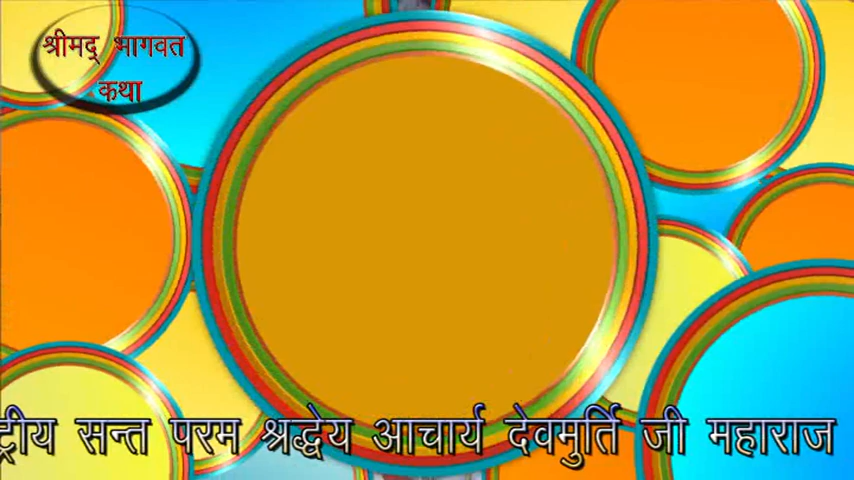 श्रीमद् भागवत
कथा
ट्रीय सन्त परम श्रद्धेय आचार्य देवमुर्ति जी महाराज